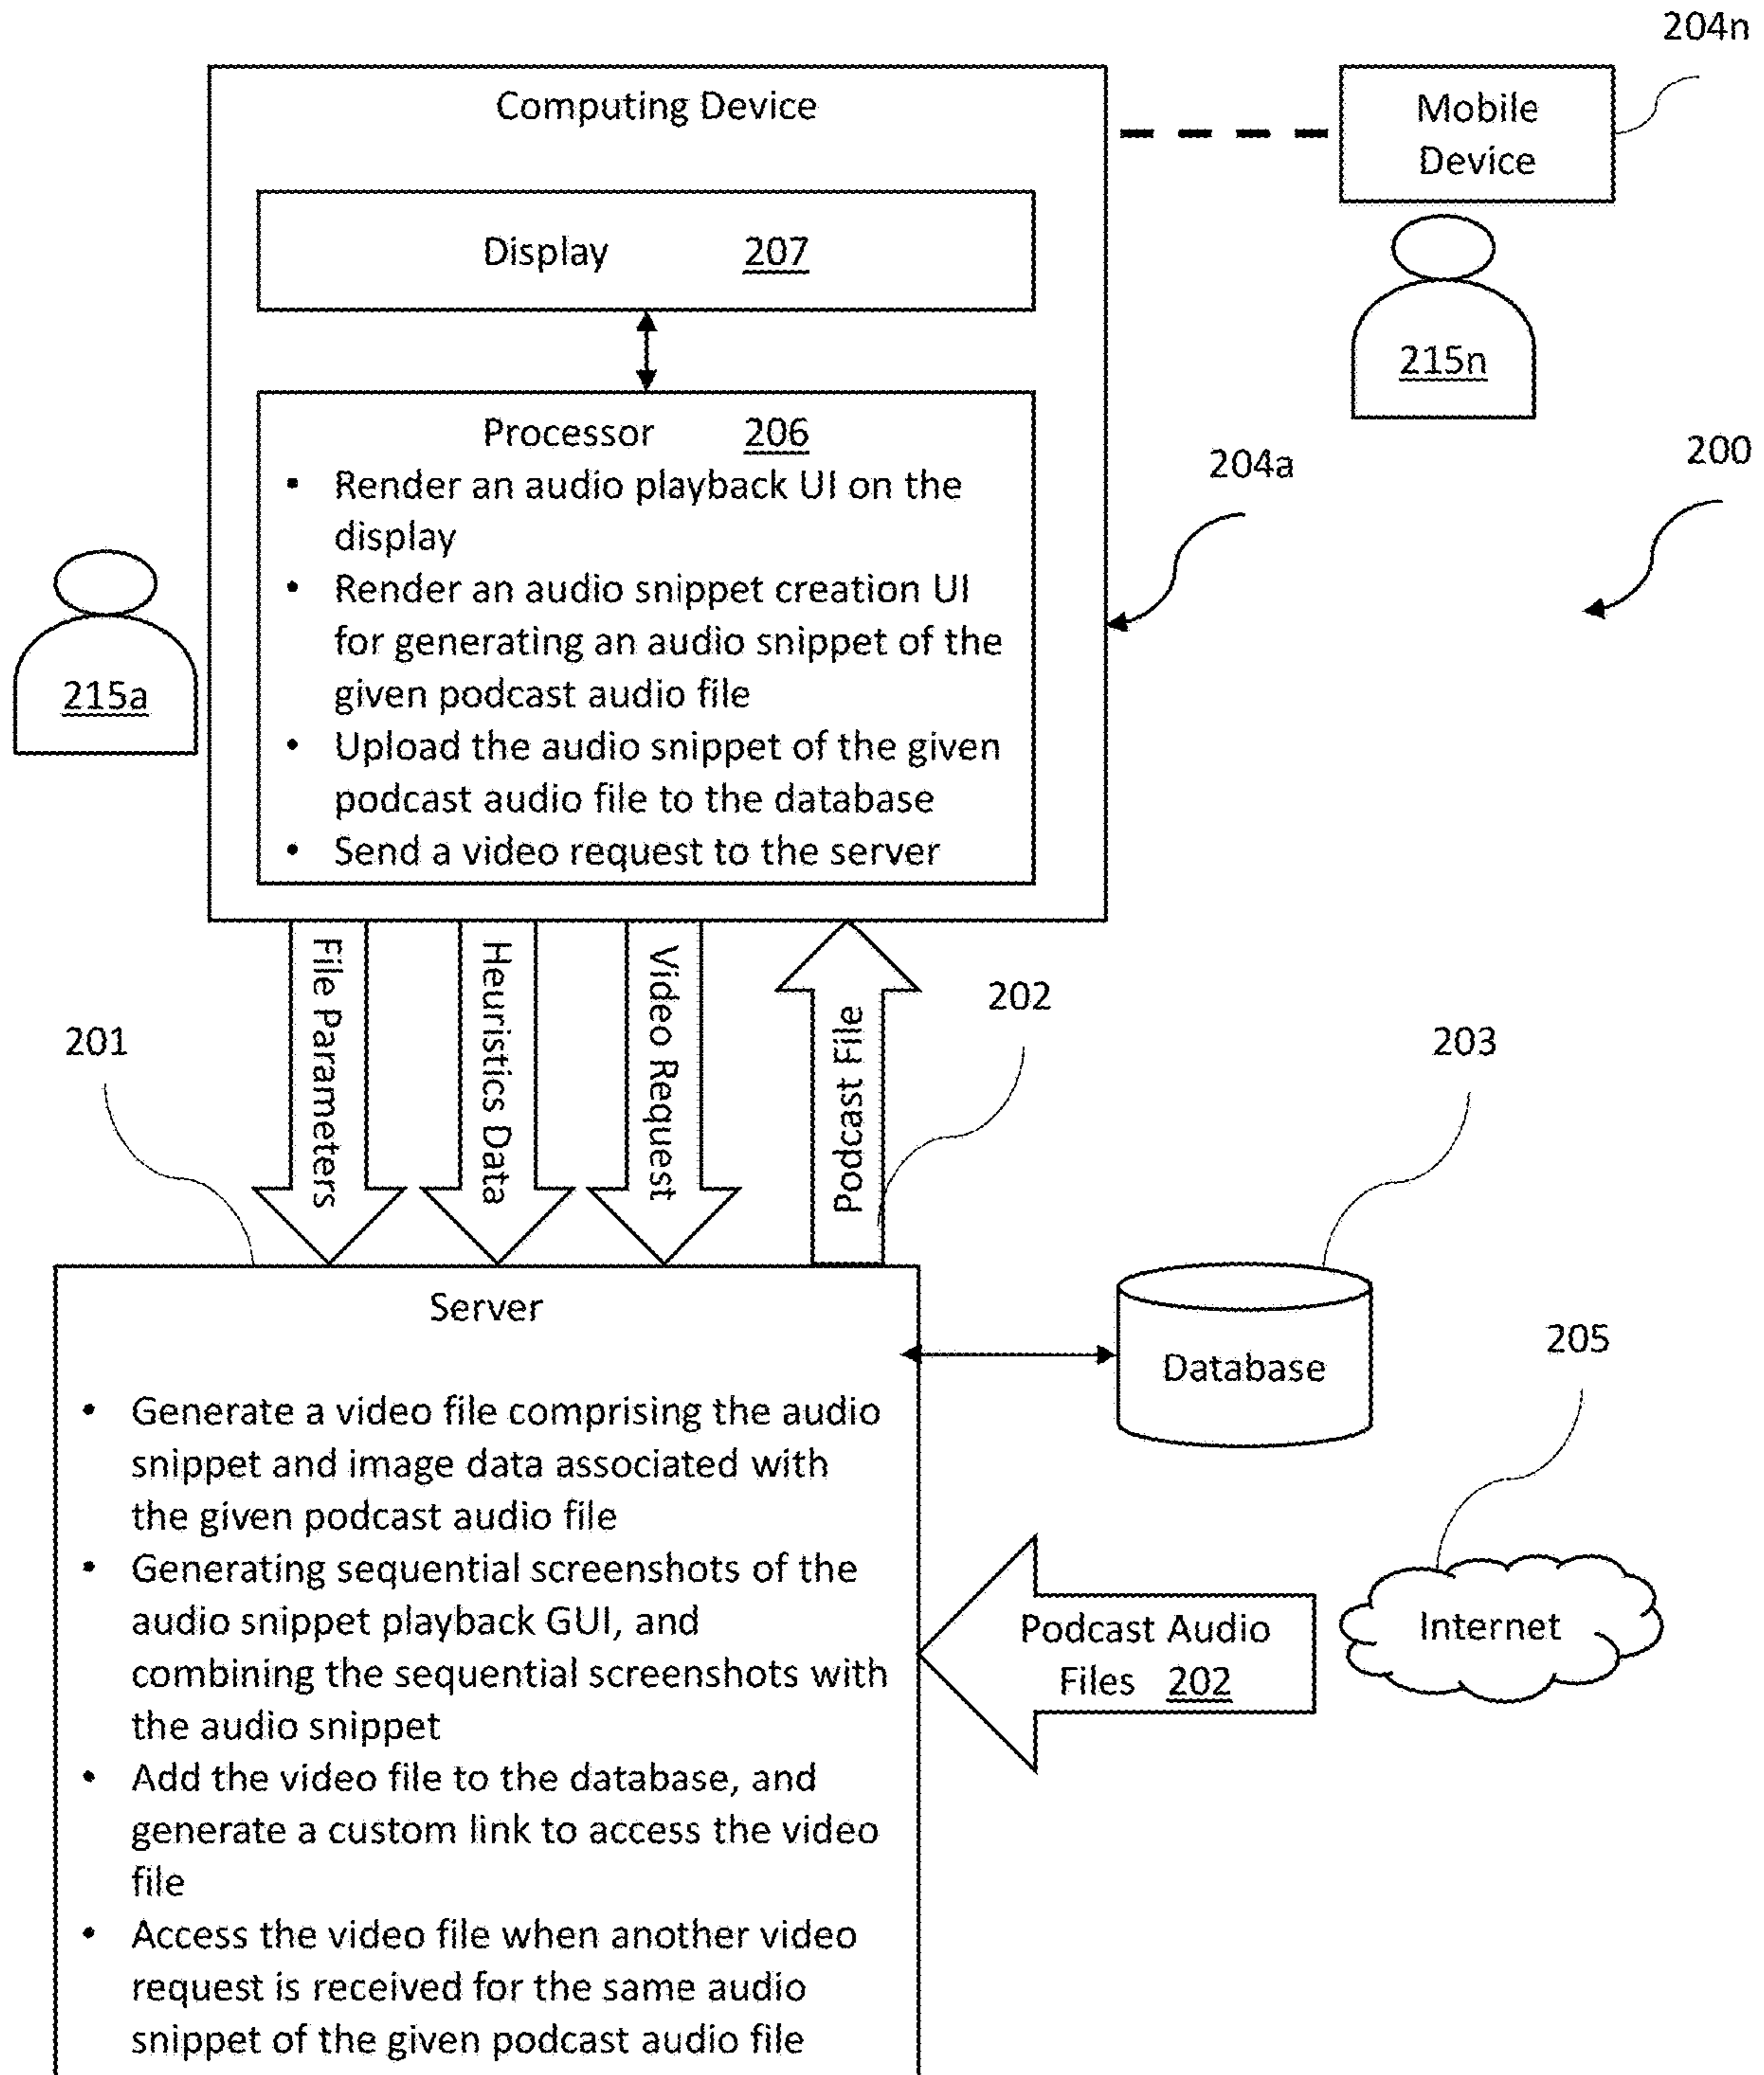 204n
Computing Device
Mobile
Device
Display 207
215n
Processor 206
• Render an audio playback UI on the
display
• Render an audio snippet creation UI
for generating an audio snippet of the
given podcast audio file
• Upload the audio snippet of the given
podcast audio file to the database
• Send a video request to the server
204a
200
215a
File Parameters
Heuristics Data
Video Request
Podcast File
202
201
203
Server
Database
205
• Generate a video file comprising the audio
snippet and image data associated with
the given podcast audio file
• Generating sequential screenshots of the
audio snippet playback GUI, and
combining the sequential screenshots with
the audio snippet
• Add the video file to the database, and
generate a custom link to access the video
file
• Access the video file when another video
request is received for the same audio
snippet of the given podcast audio file
Podcast Audio
Files 202
Internet